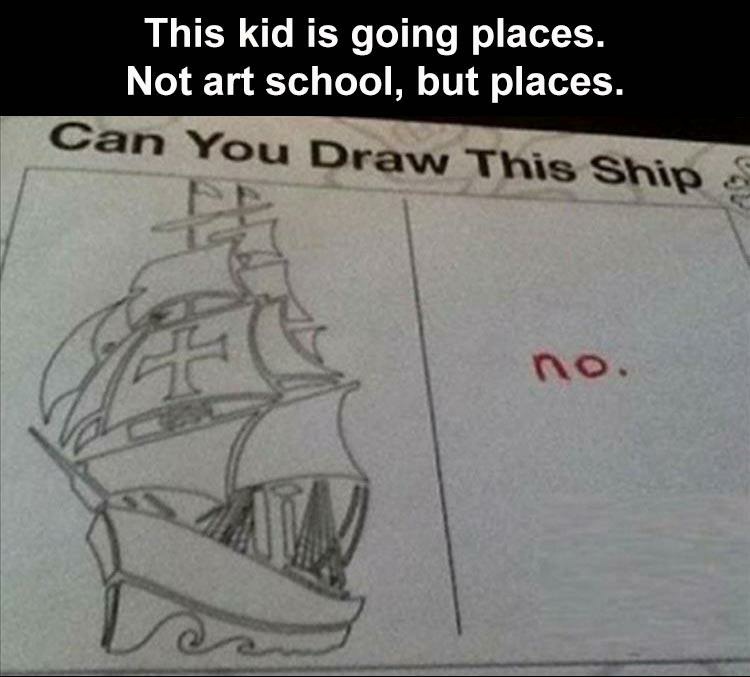 This kid is going places.
Not art school, but places.
Can You Draw This Ship
no.